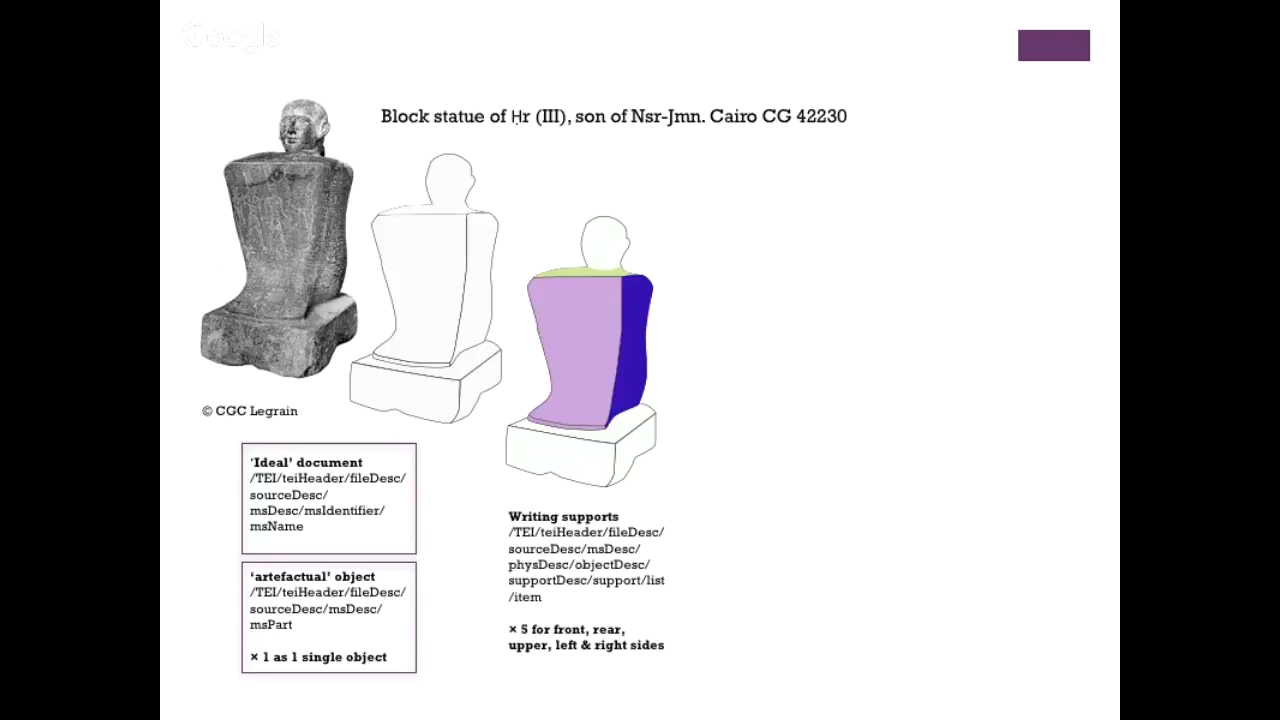 Google
Block statue of Ḥr (III), son of Nsr-Jmn. Cairo CG 42230
© CGC Legrain
'Ideal' document
/TEI/teiHeader/fileDesc/
sourceDesc/
msDesc/msIdentifier/
msName
'artefactual' object
/TEI/teiHeader/fileDesc/
sourceDesc/msDesc/
msPart
× 1 as 1 single object
Writing supports
/TEI/teiHeader/fileDesc/
sourceDesc/msDesc/
physDesc/objectDesc/
supportDesc/support/list
/item
× 5 for front, rear,
upper, left & right sides